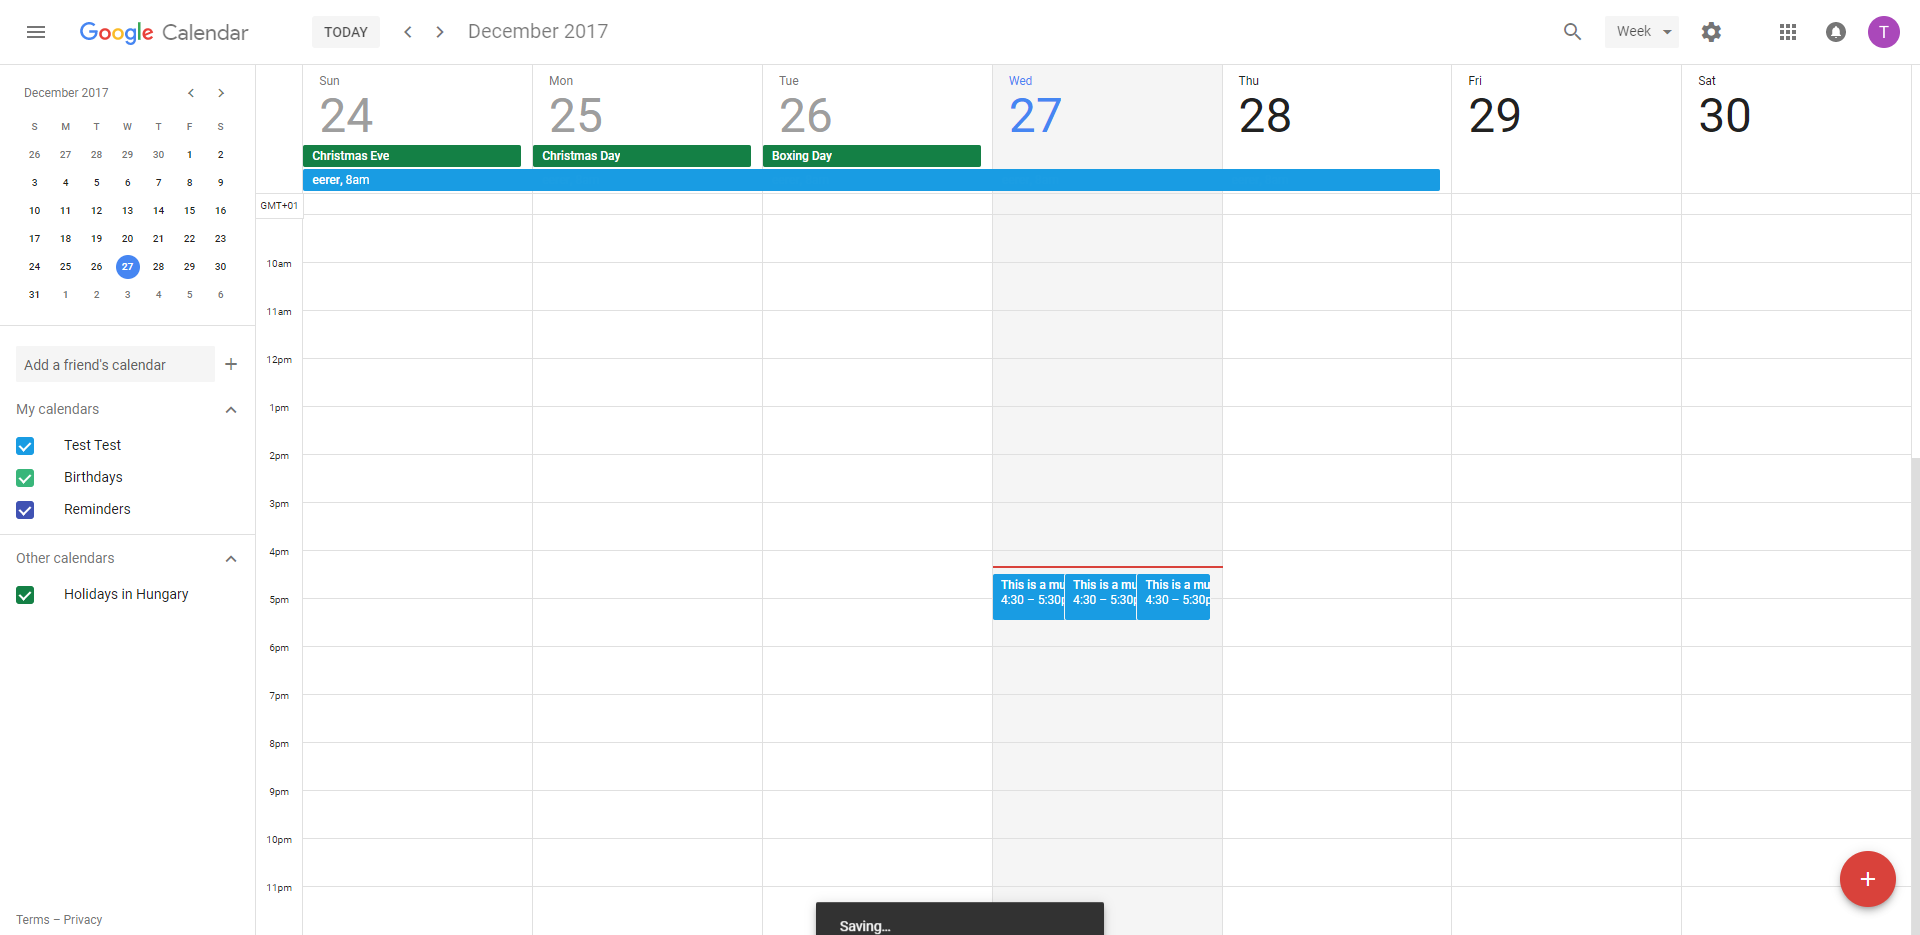 Google Calendar
TODAY
December 2017
Week
T
December 2017
S M T W T F S
26 27 28 29 30 1 2
3 4 5 6 7 8 9
10 11 12 13 14 15 16
17 18 19 20 21 22 23
24 25 26 27 28 29 30
31 1 2 3 4 5 6
Add a friend's calendar
My calendars
Test Test
Birthdays
Reminders
Other calendars
Holidays in Hungary
Terms – Privacy
Sun Mon Tue Wed Thu Fri Sat
24 25 26 27 28 29 30
Christmas Eve Christmas Day Boxing Day
eerer, 8am
GMT+01
10am
11am
12pm
1pm
2pm
3pm
4pm
This is a mu This is a mu This is a mu
4:30 – 5:30p 4:30 – 5:30p 4:30 – 5:30p
5pm
6pm
7pm
8pm
9pm
10pm
11pm
Saving...